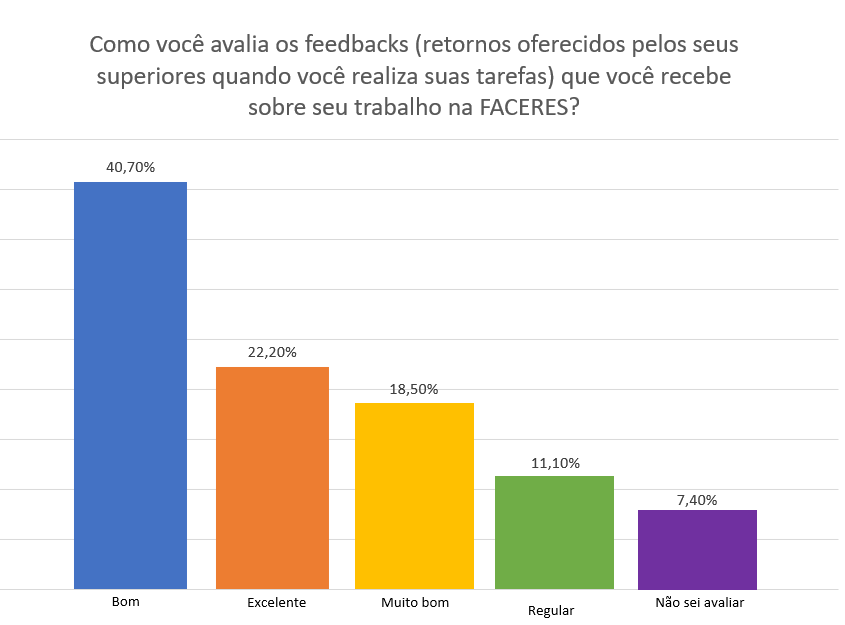 Como você avalia os feedbacks (retornos oferecidos pelos seus
superiores quando você realiza suas tarefas) que você recebe
sobre seu trabalho na FACERES?
40,70%
22,20%
18,50%
11,10%
7,40%
Bom
Excelente
Muito bom
Regular
Não sei avaliar